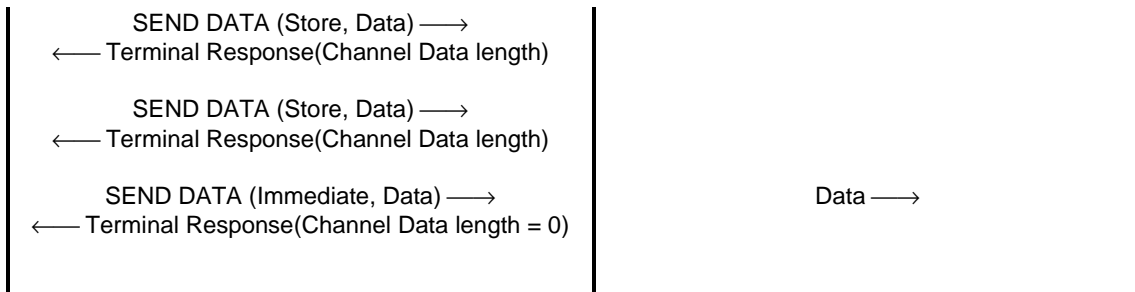 SEND DATA (Store, Data) ⟶
⟵ Terminal Response(Channel Data length)
SEND DATA (Store, Data) ⟶
⟵ Terminal Response(Channel Data length)
SEND DATA (Immediate, Data) ⟶
Data ⟶
⟵ Terminal Response(Channel Data length = 0)